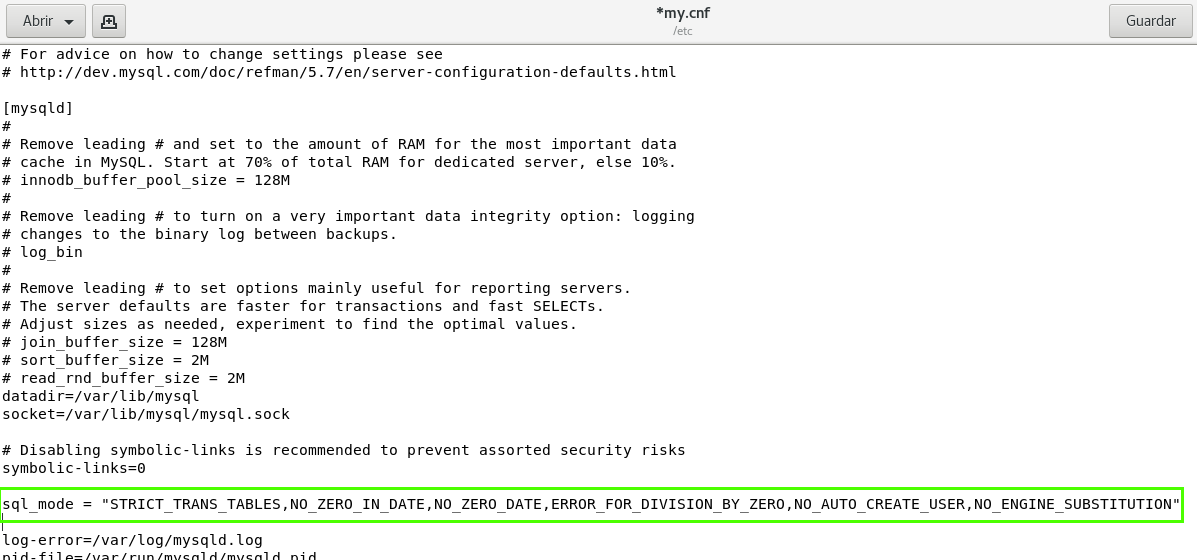 Abrir
*my.cnf
/etc
Guardar
# For advice on how to change settings please see
# http://dev.mysql.com/doc/refman/5.7/en/server-configuration-defaults.html
[mysqld]
#
# Remove leading # and set to the amount of RAM for the most important data
# cache in MySQL. Start at 70% of total RAM for dedicated server, else 10%.
# innodb_buffer_pool_size = 128M
#
# Remove leading # to turn on a very important data integrity option: logging
# changes to the binary log between backups.
# log_bin
#
# Remove leading # to set options mainly useful for reporting servers.
# The server defaults are faster for transactions and fast SELECTs.
# Adjust sizes as needed, experiment to find the optimal values.
# join_buffer_size = 128M
# sort_buffer_size = 2M
# read_rnd_buffer_size = 2M
datadir=/var/lib/mysql
socket=/var/lib/mysql/mysql.sock
# Disabling symbolic-links is recommended to prevent assorted security risks
symbolic-links=0
sql_mode = "STRICT_TRANS_TABLES,NO_ZERO_IN_DATE,NO_ZERO_DATE,ERROR_FOR_DIVISION_BY_ZERO,NO_AUTO_CREATE_USER,NO_ENGINE_SUBSTITUTION"
log-error=/var/log/mysqld.log
pid-file=/var/run/mysqld/mysqld.pid